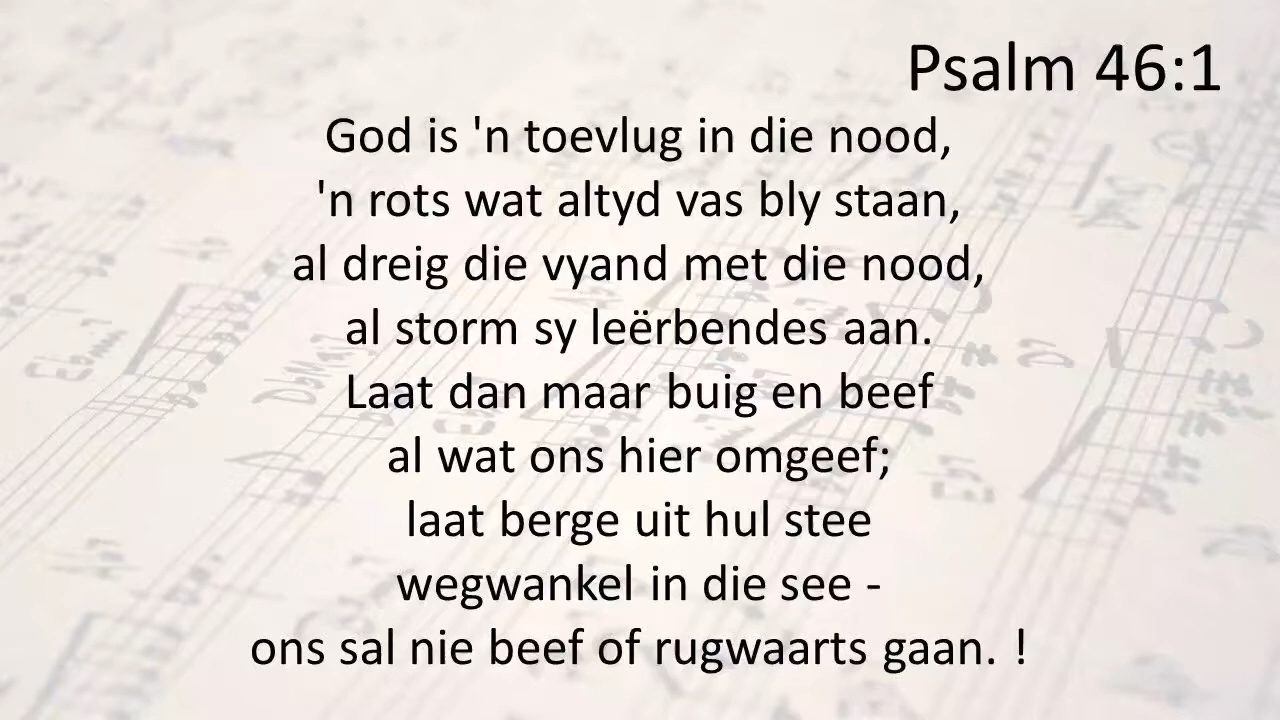 Psalm 46:1
God is 'n toevlug in die nood,
'n rots wat altyd vas bly staan,
al dreig die vyand met die nood,
al storm sy leërbendes aan.
Laat dan maar buig en beef
al wat ons hier omgeef;
laat berge uit hul stee
wegwankel in die see -
ons sal nie beef of rugwaarts gaan. !